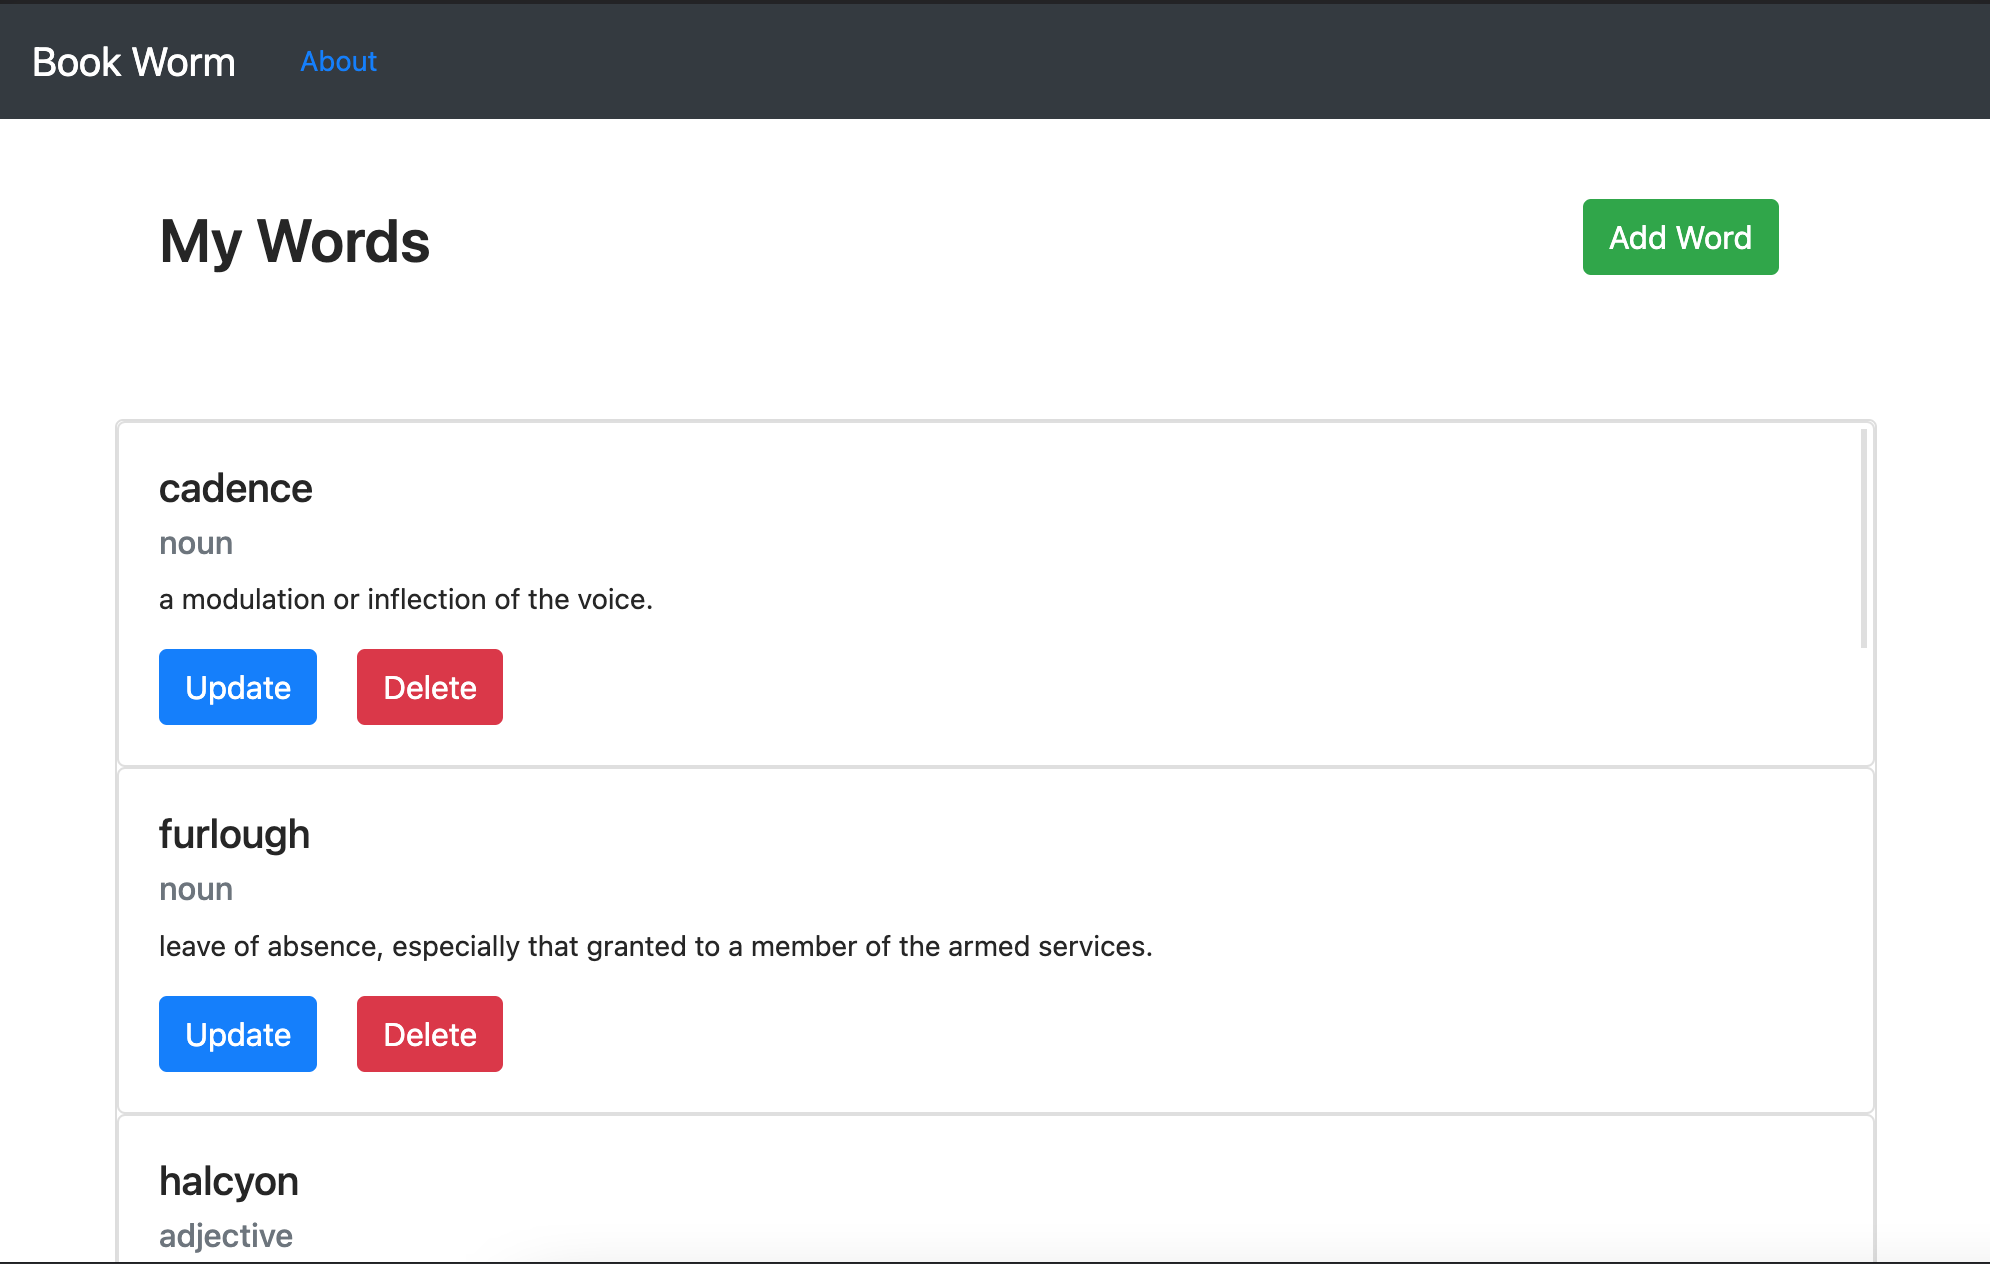 Book Worm About
My Words
Add Word
cadence
noun
a modulation or inflection of the voice.
Update Delete
furlough
noun
leave of absence, especially that granted to a member of the armed services.
Update Delete
halcyon
adjective